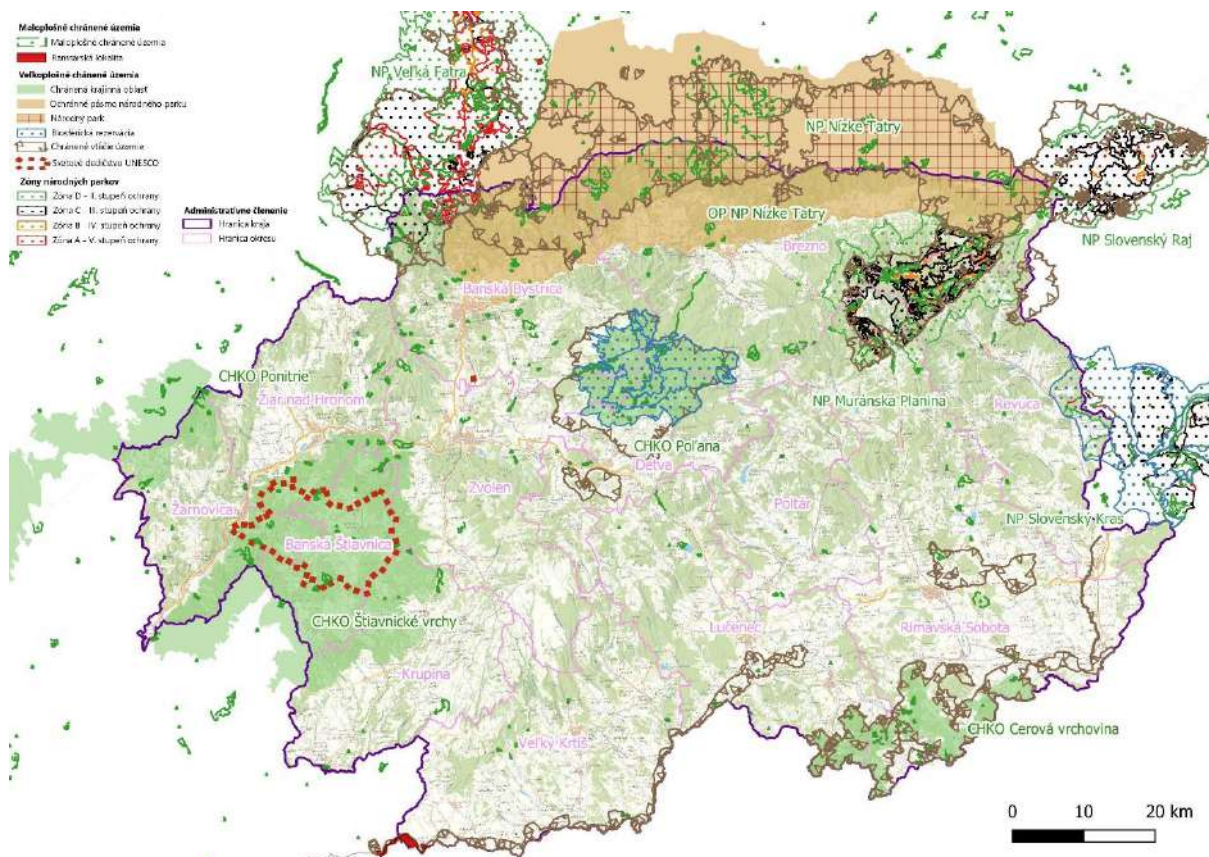 Maloplošné chránené územia
Maloplošné chránené územia
Ramsarská lokalita
Veľkoplošné chánené územia
Chránená krajinná oblasť
Ochránné pásmo národného parku
Národný park
Biosférická rezervácia
Chránené vtáčie územie
Svetové dedičstvo UNESCO
Zóny národných parkov
Zóna D – II. stupeň ochrany
Zóna C – III. stupeň ochrany
Zóna B – IV. stupeň ochrany
Zóna A – V. stupeň ochrany
Administratívne členenie
Hranica kraja
Hranica okresu
NP Veľká Fatra
NP Nízke Tatry
OP NP Nízke Tatry
NP Slovenský Raj
Brezno
Banská Bystrica
CHKO Ponitrie
Žiar nad Hronom
NP Muránska Planina
Revúca
CHKO Poľana
Detva
Zvolen
Poltár
Žarnovica
NP Slovenský Kras
Banská Štiavnica
CHKO Štiavnické vrchy
Lučenec
Rimavská Sobota
Krupina
CHKO Cerová vrchovina
Veľký Krtíš
0 10 20 km